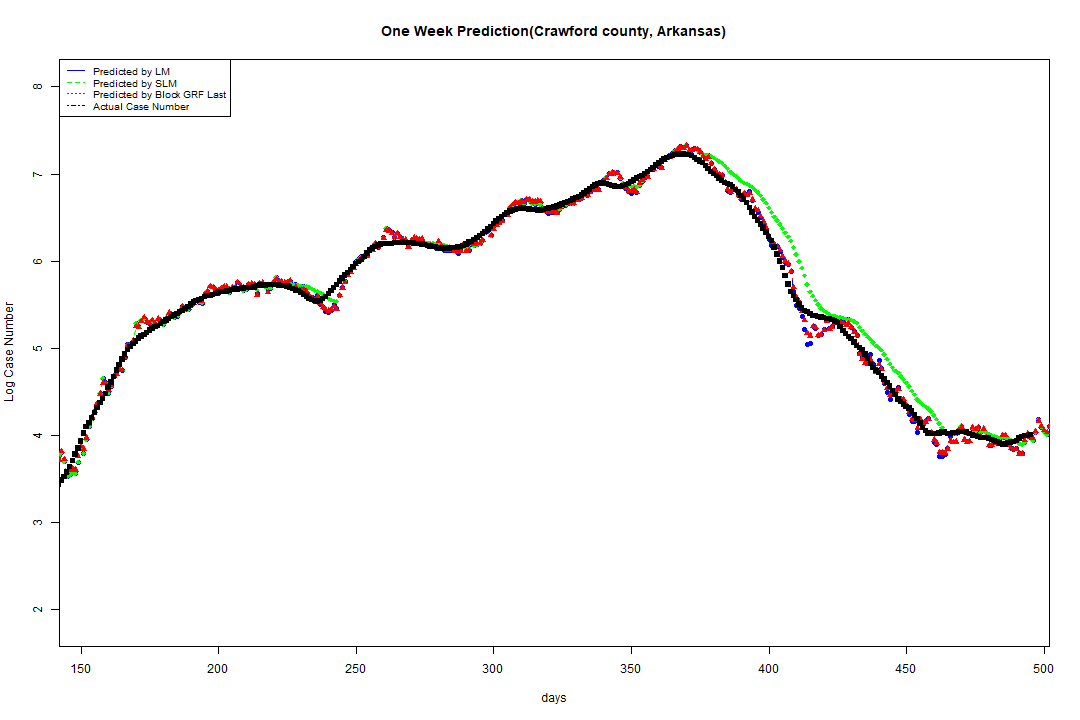 One Week Prediction(Crawford county, Arkansas)
Predicted by LM
Predicted by SLM
Predicted by Block GRF Last
Actual Case Number
8
7
6
5
4
3
2
Log Case Number
150 200 250 300 350 400 450 500
days